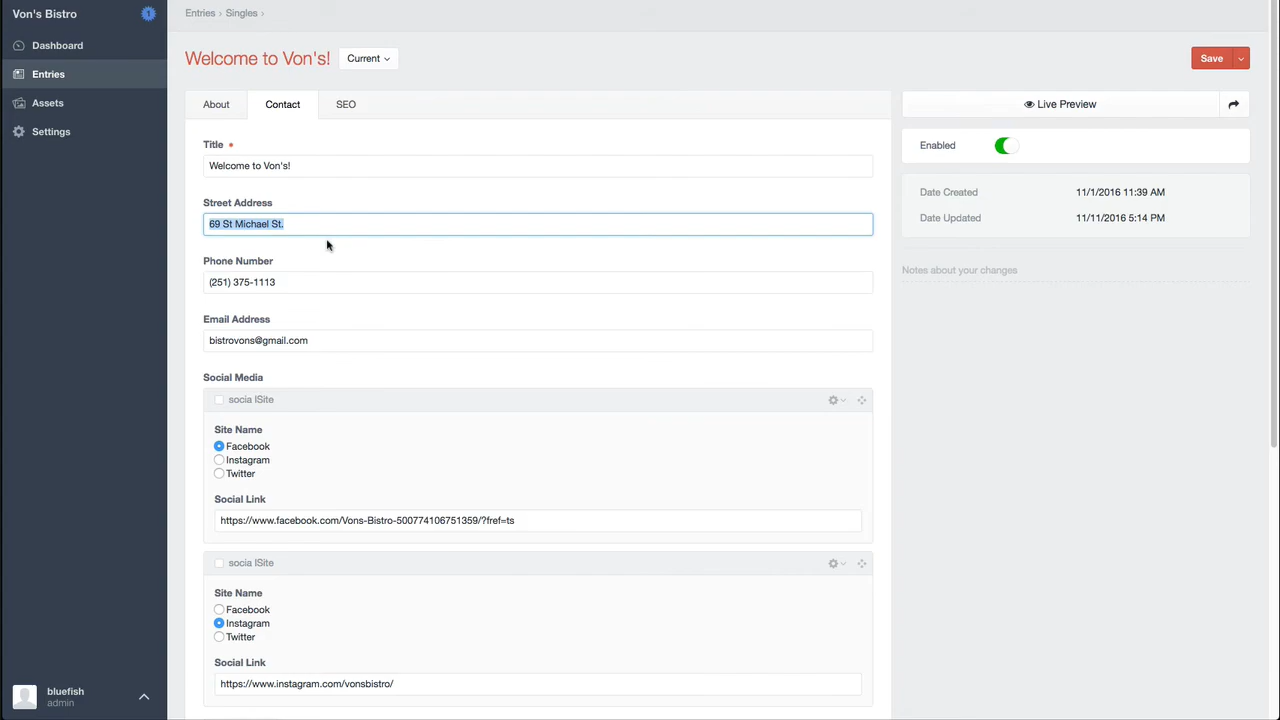 Von's Bistro
1
Dashboard
Entries
Assets
Settings
bluefish
admin
Entries › Singles ›
Welcome to Von's!
Current
Save
About
Contact
SEO
Title
Welcome to Von's!
Street Address
69 St Michael St.
Phone Number
(251) 375-1113
Email Address
bistrovons@gmail.com
Social Media
socia lSite
Site Name
Facebook
Instagram
Twitter
Social Link
https://www.facebook.com/Vons-Bistro-500774106751359/?fref=ts
socia lSite
Site Name
Facebook
Instagram
Twitter
Social Link
https://www.instagram.com/vonsbistro/
Live Preview
Enabled
Date Created 11/1/2016 11:39 AM
Date Updated 11/11/2016 5:14 PM
Notes about your changes